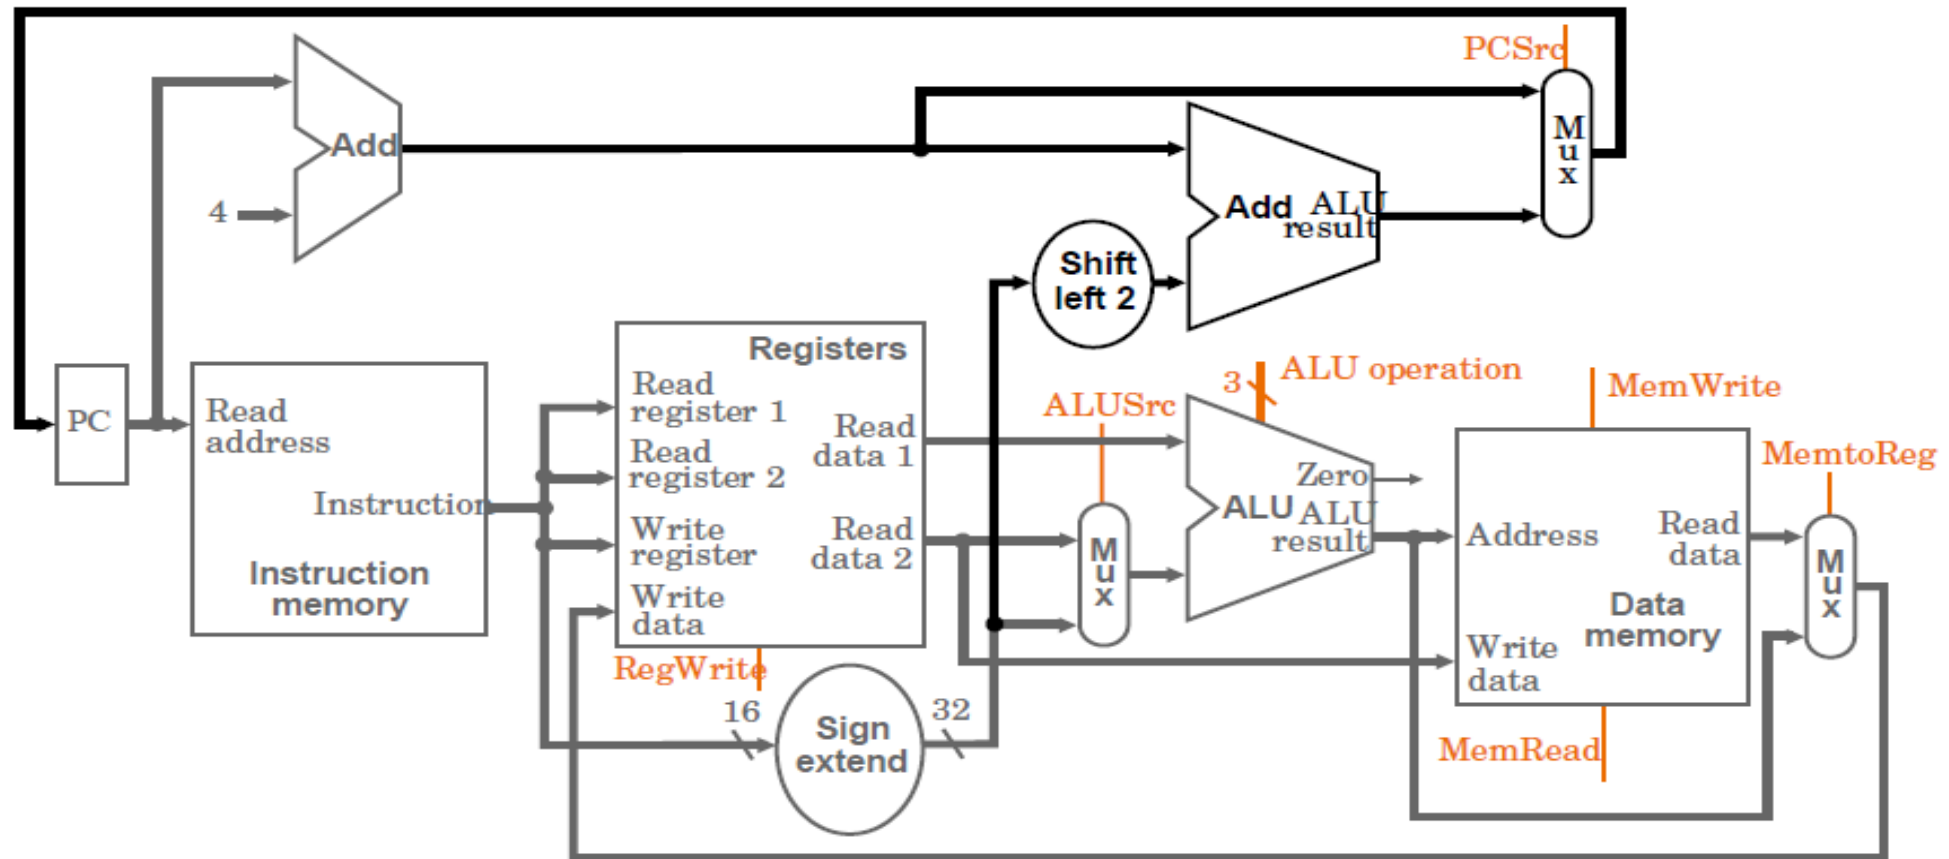 PCSrc
Add
M
u
x
4
Add
ALU
result
Shift
left 2
Registers
PC
Read
address
Instruction
Instruction
memory
Read
register 1
Read
register 2
Write
register
Write
data
Read
data 1
Read
data 2
RegWrite
16
Sign
extend
32
ALUSrc
M
u
x
3
ALU operation
Zero
ALU
ALU
result
MemWrite
Address
Read
data
Data
memory
Write
data
MemRead
MemtoReg
M
u
x